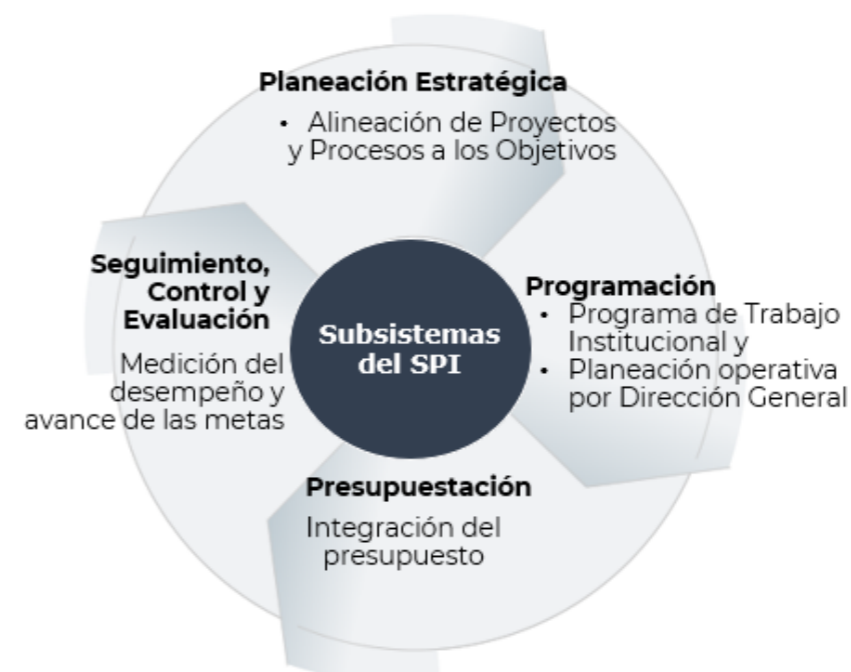 Planeación Estratégica
• Alineación de Proyectos
y Procesos a los Objetivos
Programación
• Programa de Trabajo
Institucional y
• Planeación operativa
por Dirección General
Presupuestación
Integración del
presupuesto
Seguimiento,
Control y
Evaluación
Medición del
desempeño y
avance de las metas
Subsistemas
del SPI